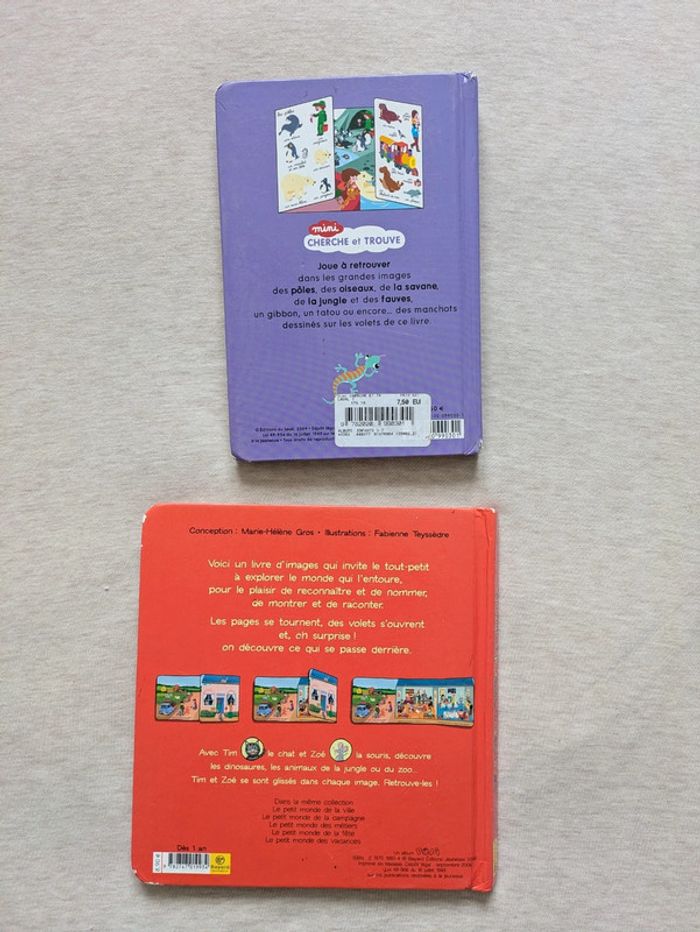 les pôles
mini
CHERCHE et TROUVE
Joue à retrouver
dans les grandes images
des pôles, des oiseaux, de la savane,
de la jungle et des fauves,
un gibbon, un tatou ou encore... des manchots
dessinés sur les volets de ce livre.
7,50 EU
Conception : Marie-Hélène Gros • Illustrations : Fabienne Teyssèdre
Voici un livre d'images qui invite le tout-petit
à explorer le monde qui l'entoure,
pour le plaisir de reconnaître et de nommer,
de montrer et de raconter.
Les pages se tournent, des volets s'ouvrent
et, oh surprise !
on découvre ce qui se passe derrière.
Avec Tim le chat et Zoé la souris, découvre
les dinosaures, les animaux de la jungle ou du zoo...
Tim et Zoé se sont glissés dans chaque image. Retrouve-les !
Dans la même collection
Le petit monde de la ville
Le petit monde de la campagne
Le petit monde des métiers
Le petit monde de la fête
Le petit monde des vacances
Dès 1 an
Un album
Bayard